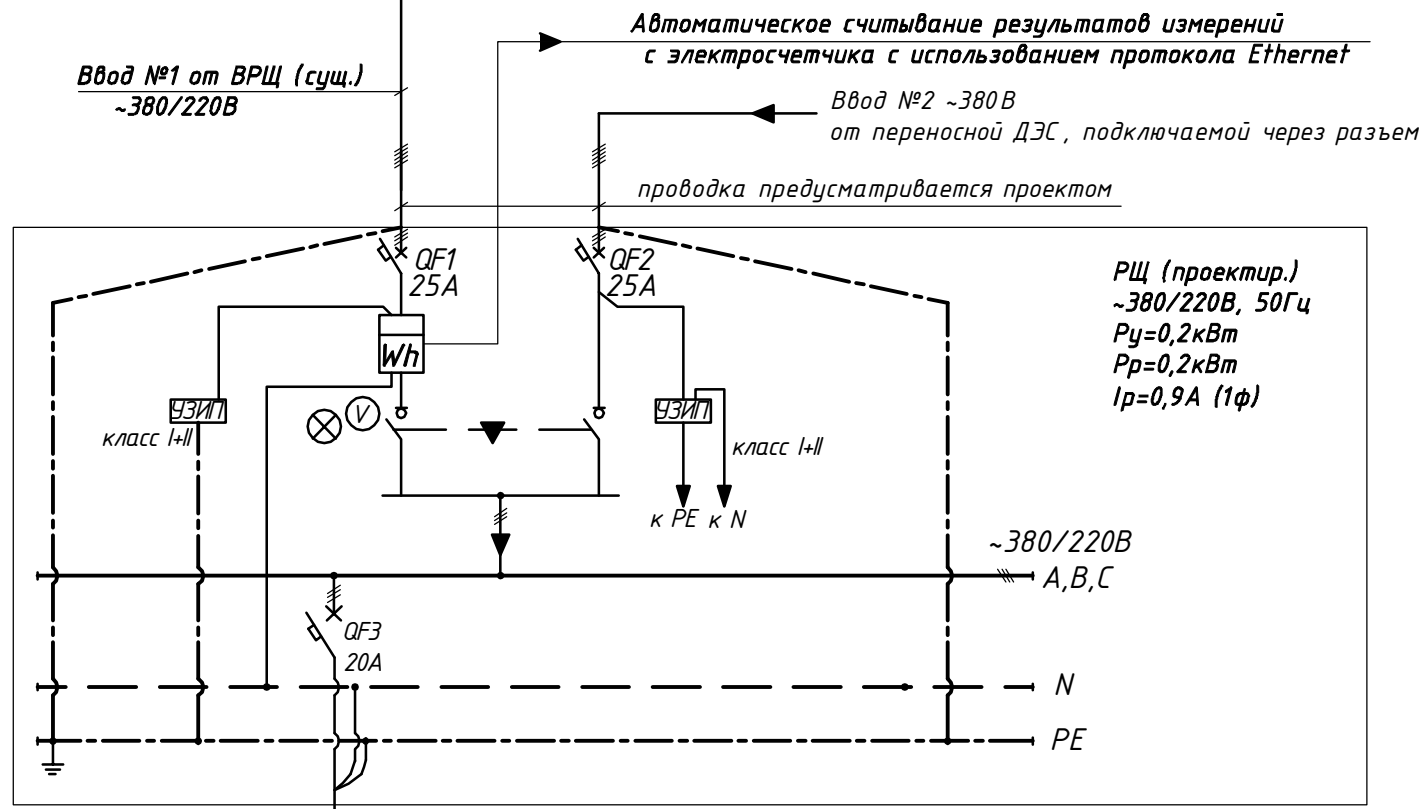 Автоматическое считывание результатов измерений
с электросчетчика с использованием протокола Ethernet
Ввод №1 от ВРЩ (сущ.)
~380/220В
Ввод №2 ~380В
от переносной ДЭС, подключаемой через разъем
проводка предусматривается проектом
QF1
25А
QF2
25А
РЩ (проектир.)
~380/220В, 50Гц
Ру=0,2кВт
Рр=0,2кВт
Iр=0,9А (1ф)
Wh
УЗИП
класс I+II
V
УЗИП
класс I+II
к PE к N
~380/220В
А,В,С
QF3
20А
N
PE